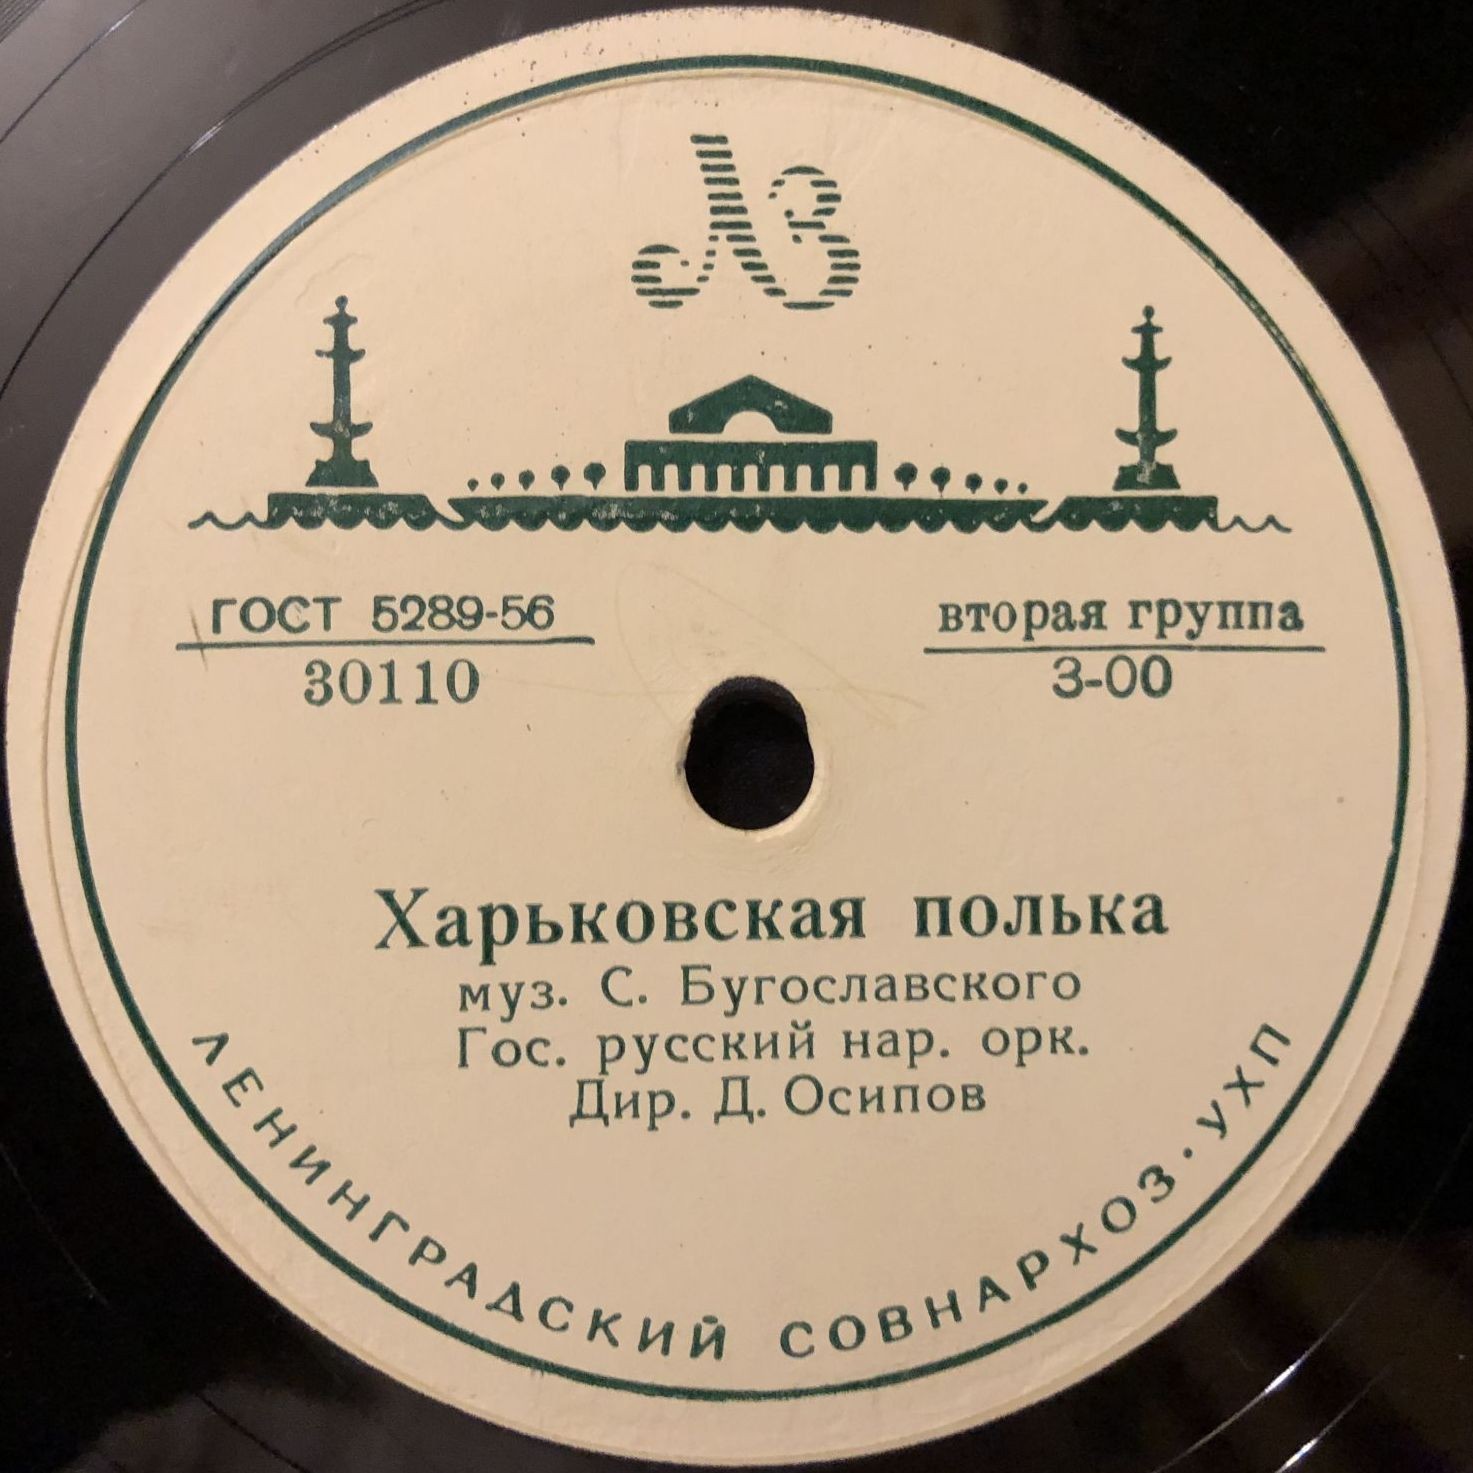 ЛЗ
ГОСТ 5289-56
30110
вторая группа
3-00
Харьковская полька
муз. С. Бугославского
Гос. русский нар. орк.
Дир. Д. Осипов
ЛЕНИНГРАДСКИЙ СОВНАРХОЗ·УХП